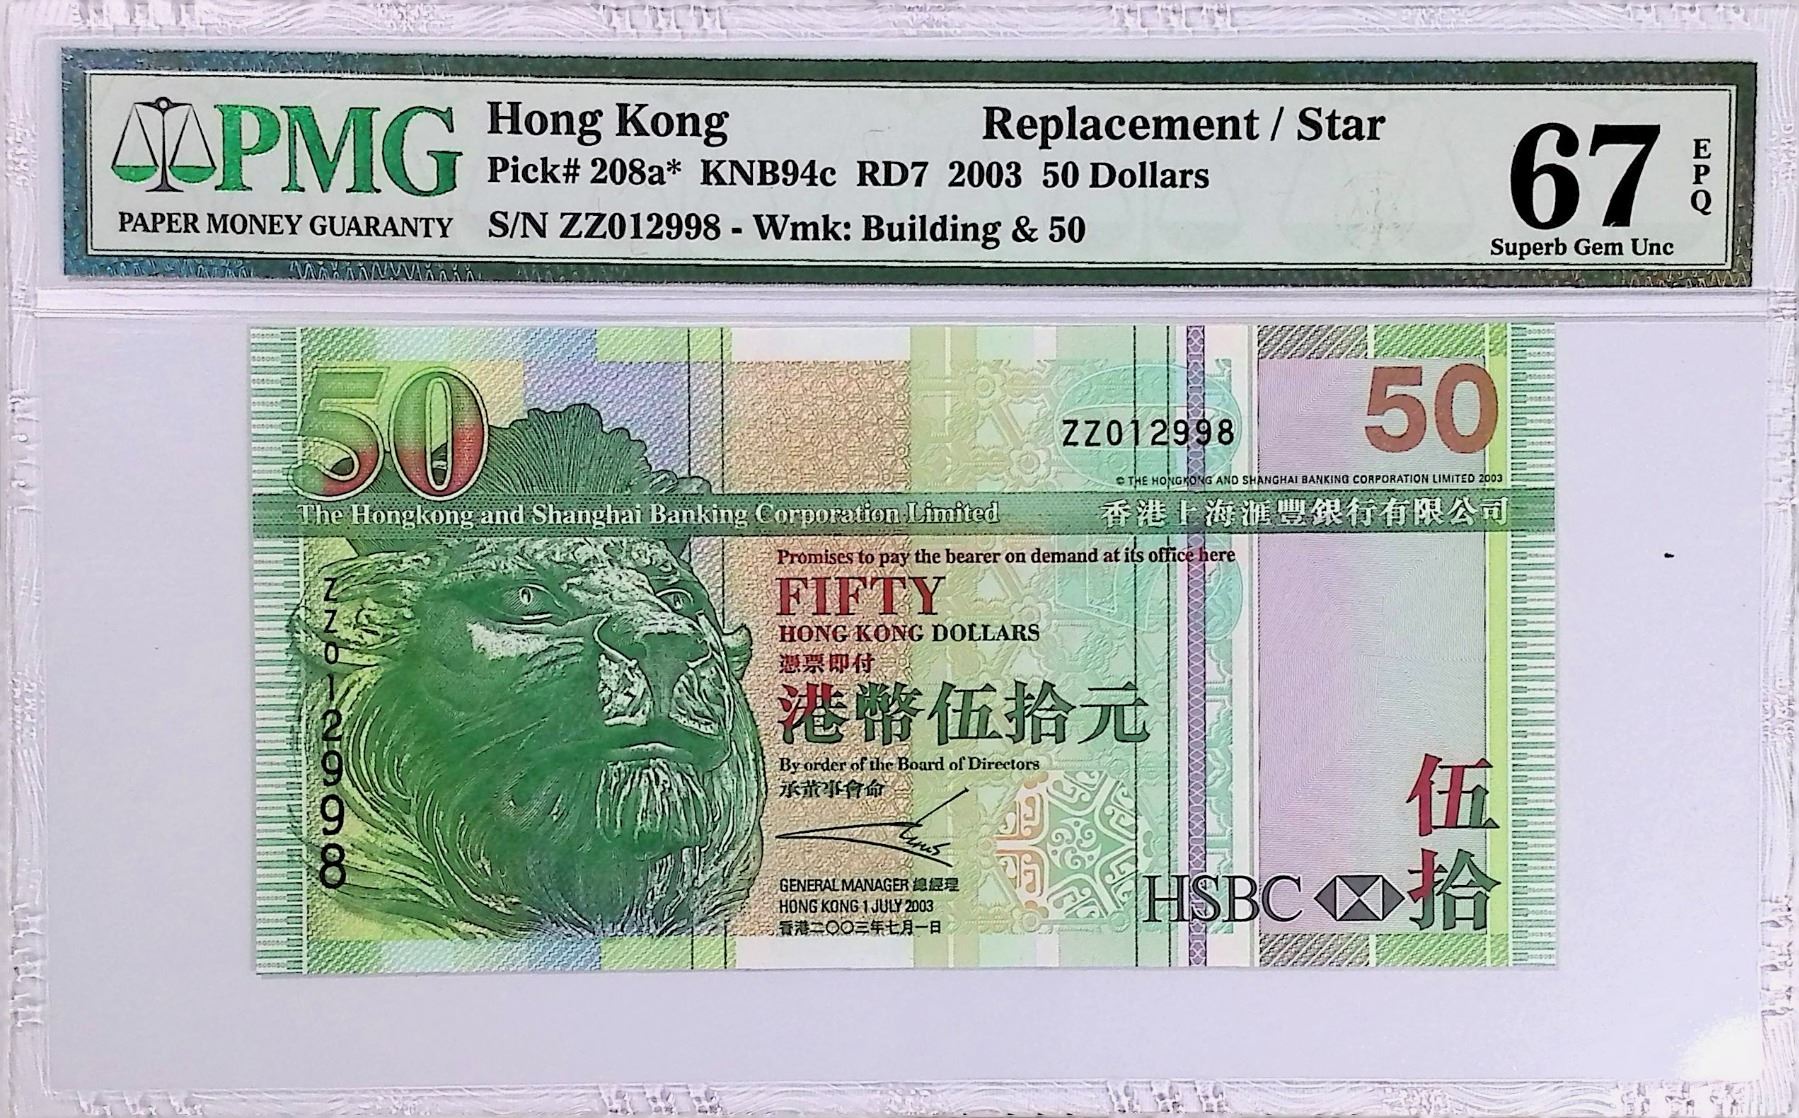 PMG
PAPER MONEY GUARANTY
Hong Kong Replacement / Star
Pick# 208a* KNB94c RD7 2003 50 Dollars
S/N ZZ012998 - Wmk: Building & 50
67
EPQ
Superb Gem Unc
50
ZZ012998
50
© THE HONGKONG AND SHANGHAI BANKING CORPORATION LIMITED 2003
The Hongkong and Shanghai Banking Corporation Limited 香港上海滙豐銀行有限公司
Promises to pay the bearer on demand at its office here
FIFTY
HONG KONG DOLLARS
憑票即付
港幣伍拾元
By order of the Board of Directors
承董事會命
GENERAL MANAGER 總經理
HONG KONG 1 JULY 2003
香港二〇〇三年七月一日
ZZ012998
HSBC
伍拾